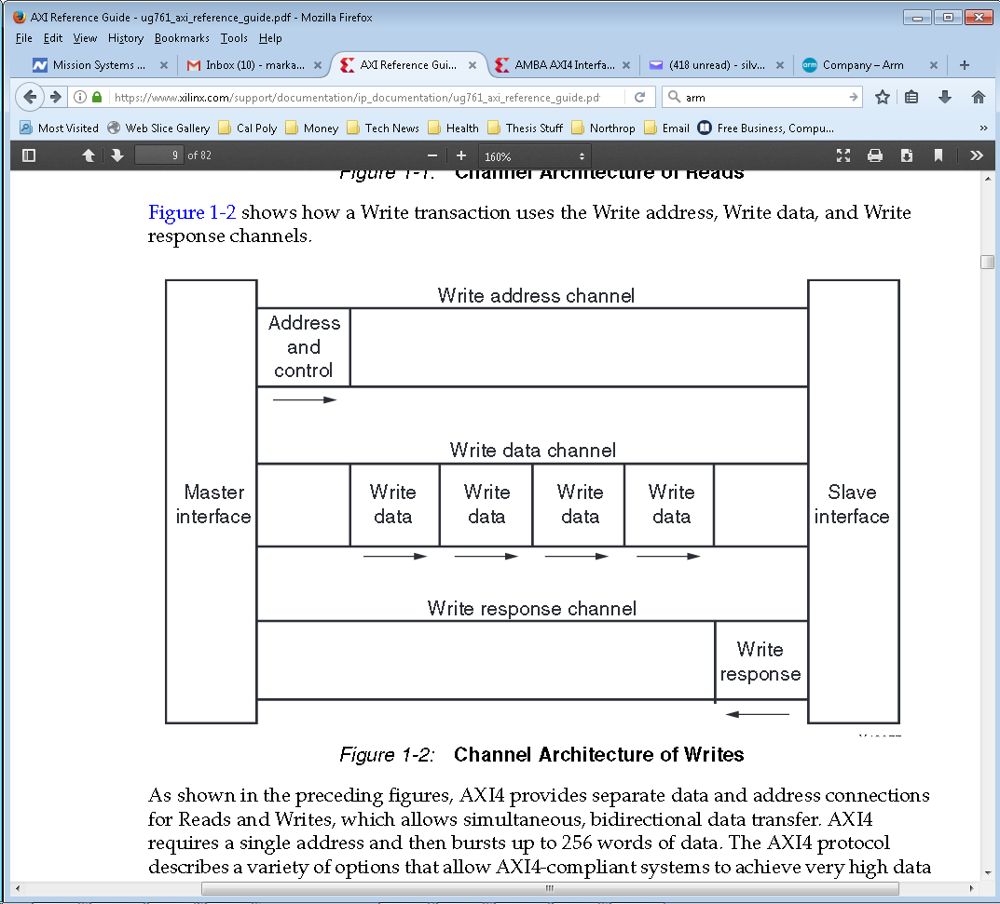 AXI Reference Guide - ug761_axi_reference_guide.pdf - Mozilla Firefox
File Edit View History Bookmarks Tools Help
Mission Systems ... × Inbox (10) - marka... × AXI Reference Gui... × AMBA AXI4 Interfa... × (418 unread) - silv... × Company – Arm × +
https://www.xilinx.com/support/documentation/ip_documentation/ug761_axi_reference_guide.pd arm
Most Visited Web Slice Gallery Cal Poly Money Tech News Health Thesis Stuff Northrop Email Free Business, Compu... »
9 of 82 — + 160%
Figure 1-1: Channel Architecture of Reads
Figure 1-2 shows how a Write transaction uses the Write address, Write data, and Write
response channels.
Write address channel
Address
and
control
Write data channel
Master
interface
Write
data
Write
data
Write
data
Write
data
Slave
interface
Write response channel
Write
response
Figure 1-2: Channel Architecture of Writes
As shown in the preceding figures, AXI4 provides separate data and address connections
for Reads and Writes, which allows simultaneous, bidirectional data transfer. AXI4
requires a single address and then bursts up to 256 words of data. The AXI4 protocol
describes a variety of options that allow AXI4-compliant systems to achieve very high data